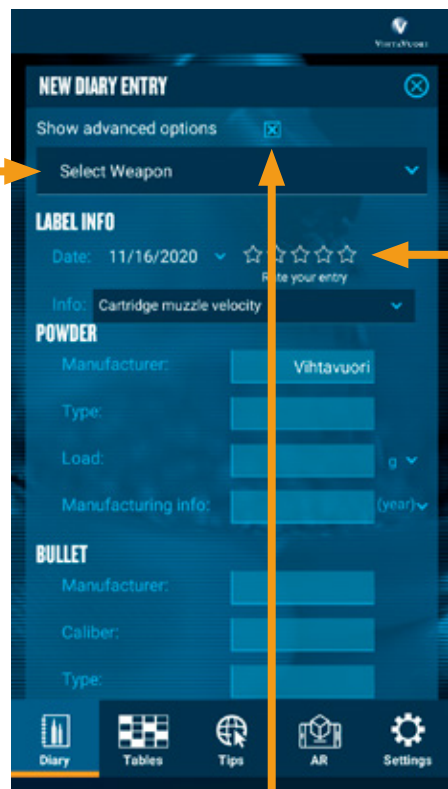 VIHTAVUORI
NEW DIARY ENTRY
Show advanced options
Select Weapon
LABEL INFO
Date: 11/16/2020
Rate your entry
Info: Cartridge muzzle velocity
POWDER
Manufacturer: Vihtavuori
Type:
Load: g
Manufacturing info: (year)
BULLET
Manufacturer:
Caliber:
Type:
Diary Tables Tips AR Settings